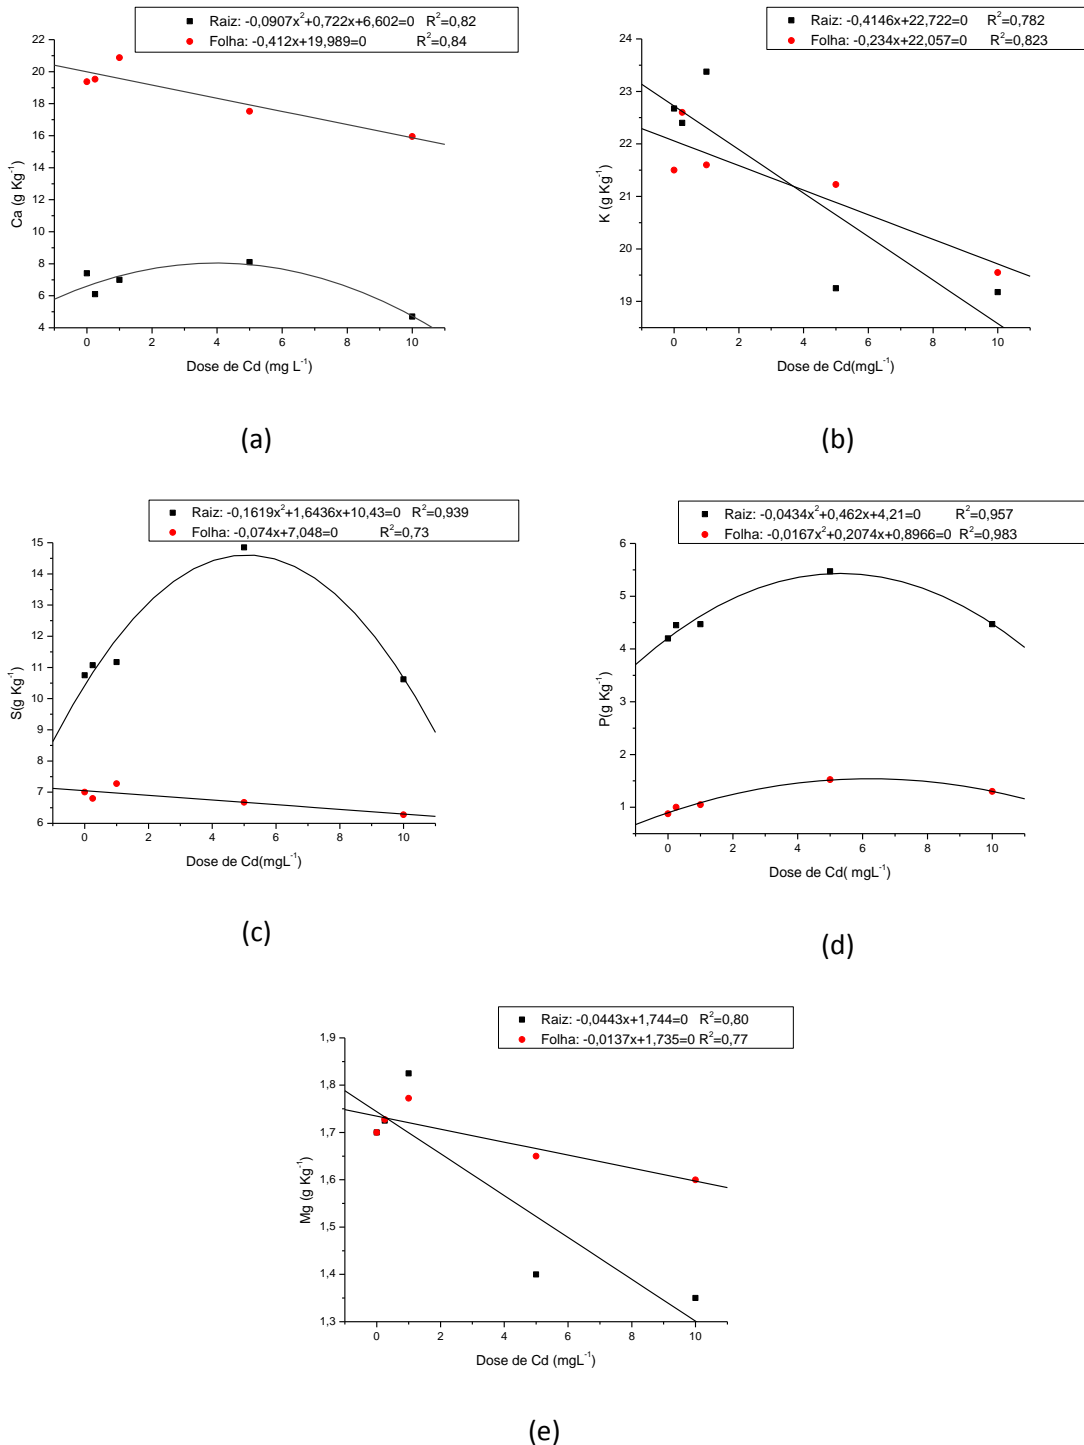 Raiz: -0,0907x²+0,722x+6,602=0 R²=0,82
Folha: -0,412x+19,989=0 R²=0,84
22
20
18
16
14
12
10
8
6
4
Ca (g Kg⁻¹)
0 2 4 6 8 10
Dose de Cd (mg L⁻¹)
(a)
Raiz: -0,4146x+22,722=0 R²=0,782
Folha: -0,234x+22,057=0 R²=0,823
24
23
22
21
20
19
K (g Kg⁻¹)
0 2 4 6 8 10
Dose de Cd(mgL⁻¹)
(b)
Raiz: -0,1619x²+1,6436x+10,43=0 R²=0,939
Folha: -0,074x+7,048=0 R²=0,73
15
14
13
12
11
10
9
8
7
6
S(g Kg⁻¹)
0 2 4 6 8 10
Dose de Cd(mgL⁻¹)
(c)
Raiz: -0,0434x²+0,462x+4,21=0 R²=0,957
Folha: -0,0167x²+0,2074x+0,8966=0 R²=0,983
6
5
4
3
2
1
P(g Kg⁻¹)
0 2 4 6 8 10
Dose de Cd( mgL⁻¹)
(d)
Raiz: -0,0443x+1,744=0 R²=0,80
Folha: -0,0137x+1,735=0 R²=0,77
1,9
1,8
1,7
1,6
1,5
1,4
1,3
Mg (g Kg⁻¹)
0 2 4 6 8 10
Dose de Cd (mgL⁻¹)
(e)